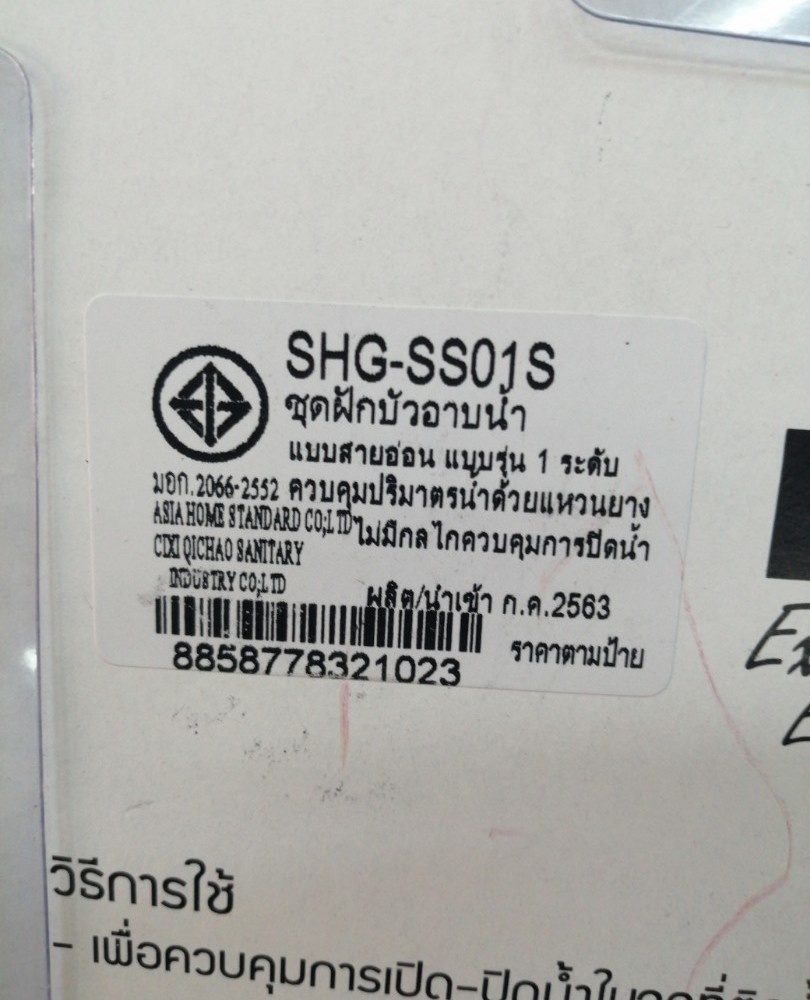 SHG-SS01S
ชุดฝักบัวอาบน้ำ
แบบสายอ่อน แบบรุ่น 1 ระดับ
มอก.2066-2552 ควบคุมปริมาตรน้ำด้วยแหวนยาง
ASIA HOME STANDARD CO;LTD ไม่มีกลไกควบคุมการปิดน้ำ
CIXI QICHAO SANITARY
INDUSTRY CO;LTD
ผลิต/นำเข้า ก.ค.2563
8858778321023
ราคาตามป้าย
วิธีการใช้
- เพื่อควบคุมการเปิด-ปิดน้ำใน